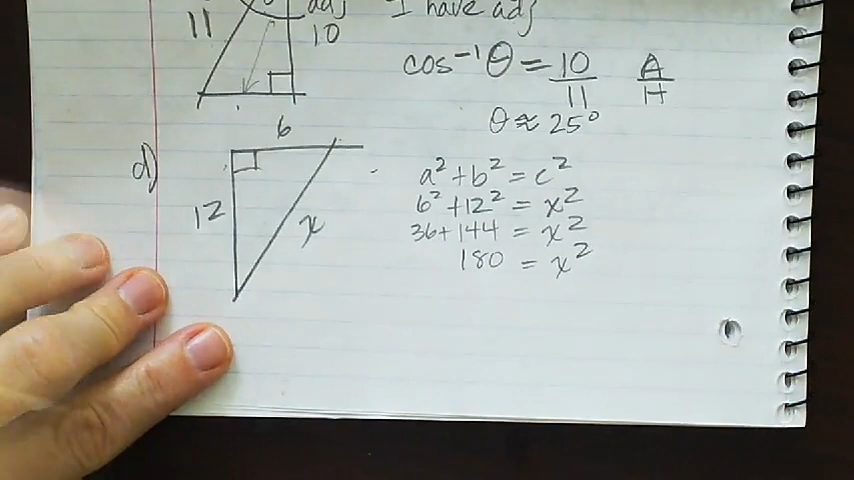 adj I have adj
11
10
cos⁻¹θ = 10/11 A/H
θ ≈ 25°
d)
6
12
x
a² + b² = c²
6² + 12² = x²
36 + 144 = x²
180 = x²